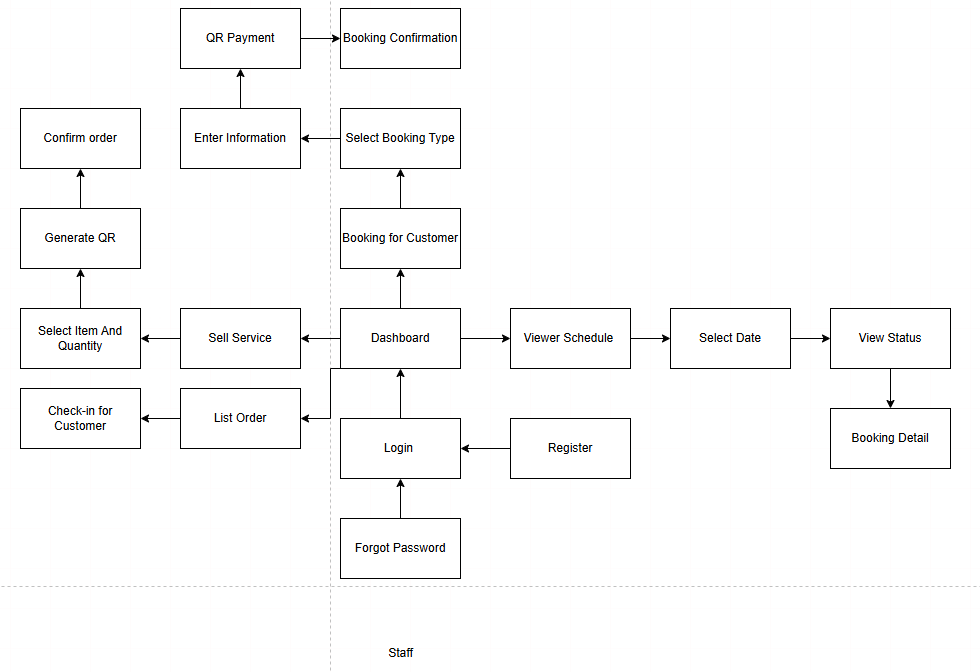 QR Payment
Booking Confirmation
Confirm order
Enter Information
Select Booking Type
Generate QR
Booking for Customer
Select Item And
Quantity
Sell Service
Dashboard
Viewer Schedule
Select Date
View Status
Check-in for
Customer
List Order
Login
Register
Booking Detail
Forgot Password
Staff